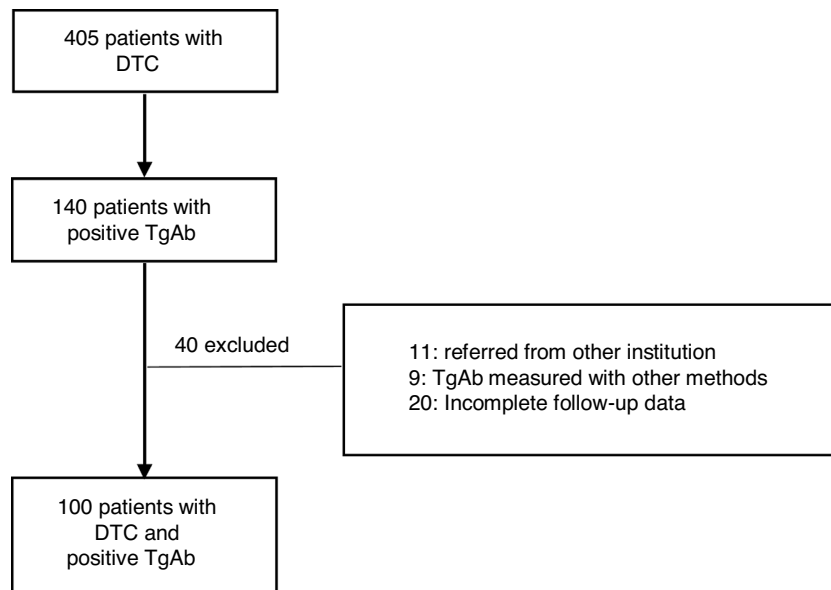 405 patients with
DTC
140 patients with
positive TgAb
40 excluded
11: referred from other institution
9: TgAb measured with other methods
20: Incomplete follow-up data
100 patients with
DTC and
positive TgAb